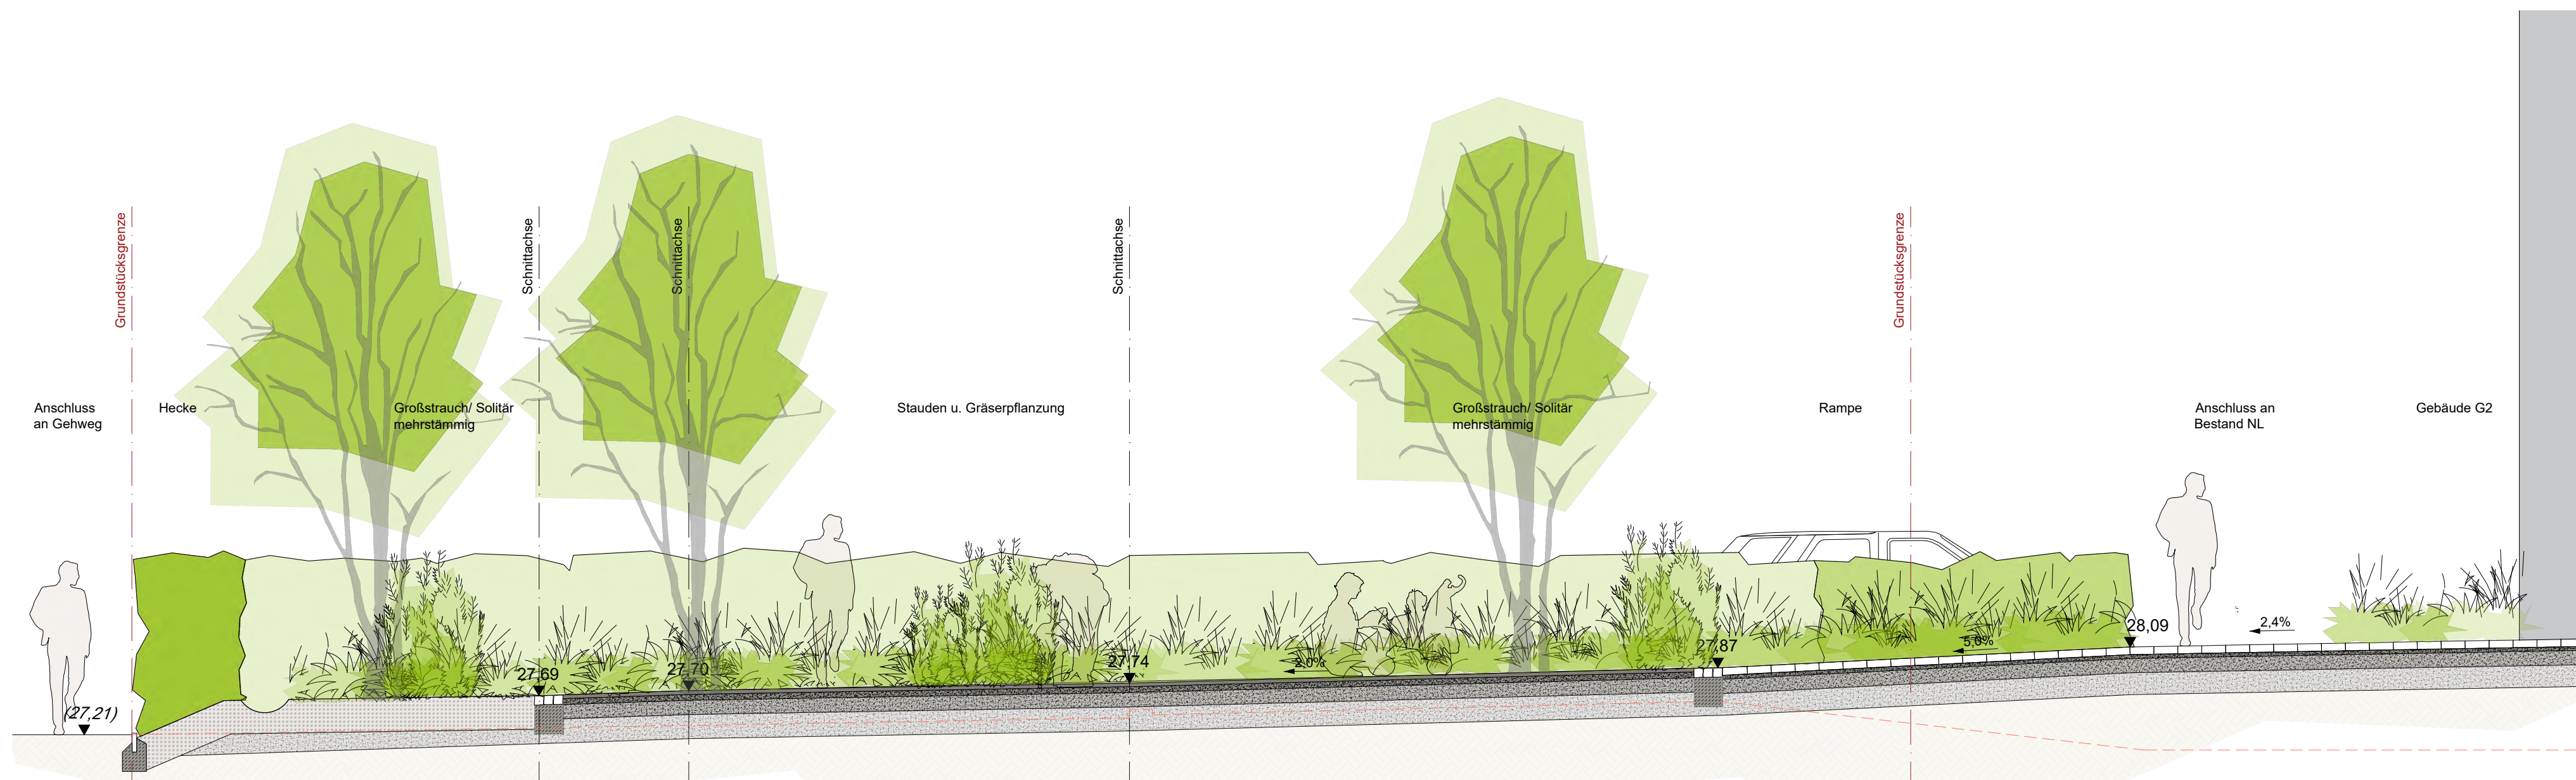 Grundstücksgrenze
Schnittachse
Schnittachse
Schnittachse
Grundstücksgrenze
Anschluss
an Gehweg
Hecke
Großstrauch/ Solitär
mehrstämmig
Stauden u. Gräserpflanzung
Großstrauch/ Solitär
mehrstämmig
Rampe
Anschluss an
Bestand NL
Gebäude G2
(27,21)
27,69
27,70
27,74
2,0%
27,87
5,0%
28,09
2,4%